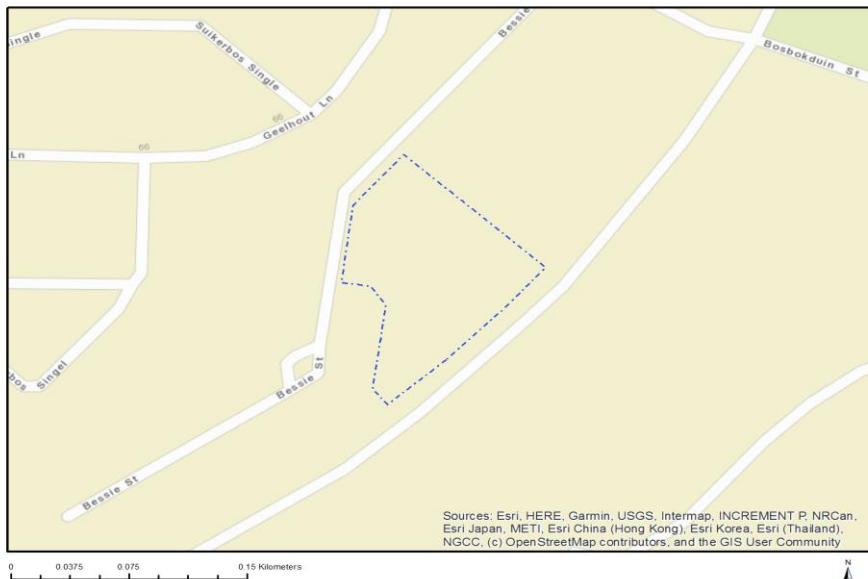 Single
Suikerbos Single
Bessie
Bosbokduin St
66
Geelhout Ln
66
Ln
Bessie St
bos Singel
Bessie St
Sources: Esri, HERE, Garmin, USGS, Intermap, INCREMENT P, NRCan,
Esri Japan, METI, Esri China (Hong Kong), Esri Korea, Esri (Thailand),
NGCC, (c) OpenStreetMap contributors, and the GIS User Community
0 0.0375 0.075 0.15 Kilometers
N